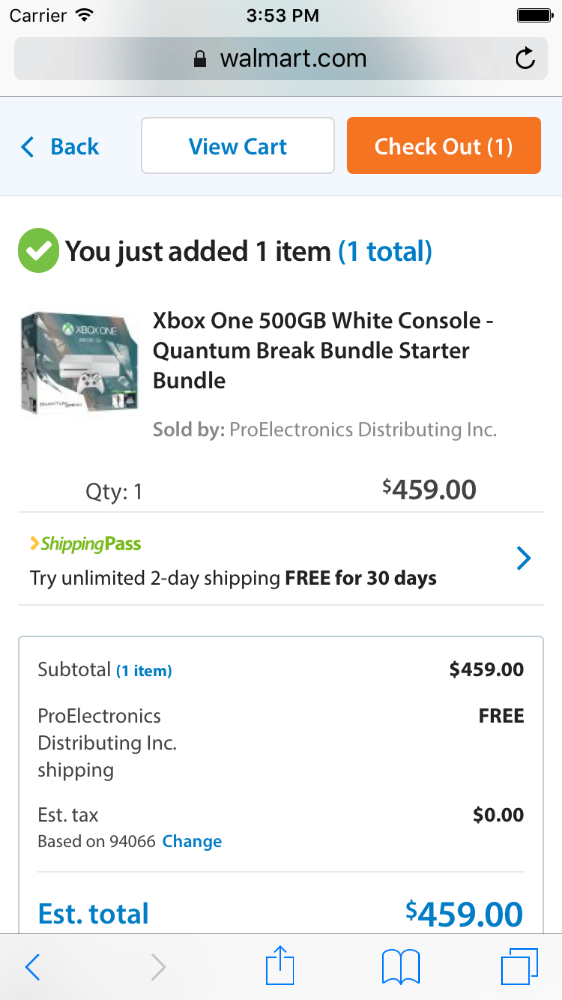 Carrier 3:53 PM
walmart.com
Back View Cart Check Out (1)
You just added 1 item (1 total)
XBOX ONE
Xbox One 500GB White Console -
Quantum Break Bundle Starter
Bundle
Sold by: ProElectronics Distributing Inc.
Qty: 1 $459.00
ShippingPass
Try unlimited 2-day shipping FREE for 30 days
Subtotal (1 item) $459.00
ProElectronics FREE
Distributing Inc.
shipping
Est. tax $0.00
Based on 94066 Change
Est. total $459.00